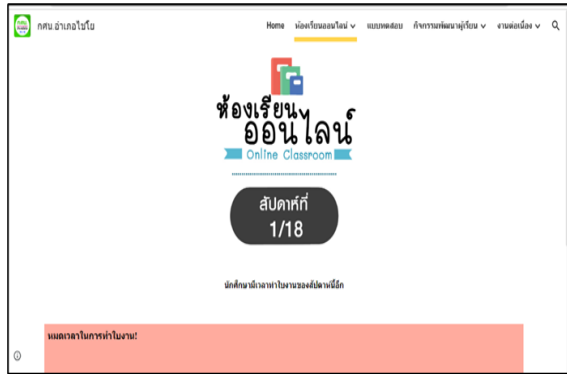 กศน.อำเภอไชโย
Home ห้องเรียนออนไลน์ แบบทดสอบ กิจกรรมพัฒนาผู้เรียน งานต่อเนื่อง
ห้องเรียน
ออนไลน์
Online Classroom
สัปดาห์ที่
1/18
นักศึกษามีเวลาทำใบงานของสัปดาห์นี้อีก
หมดเวลาในการทำใบงาน!